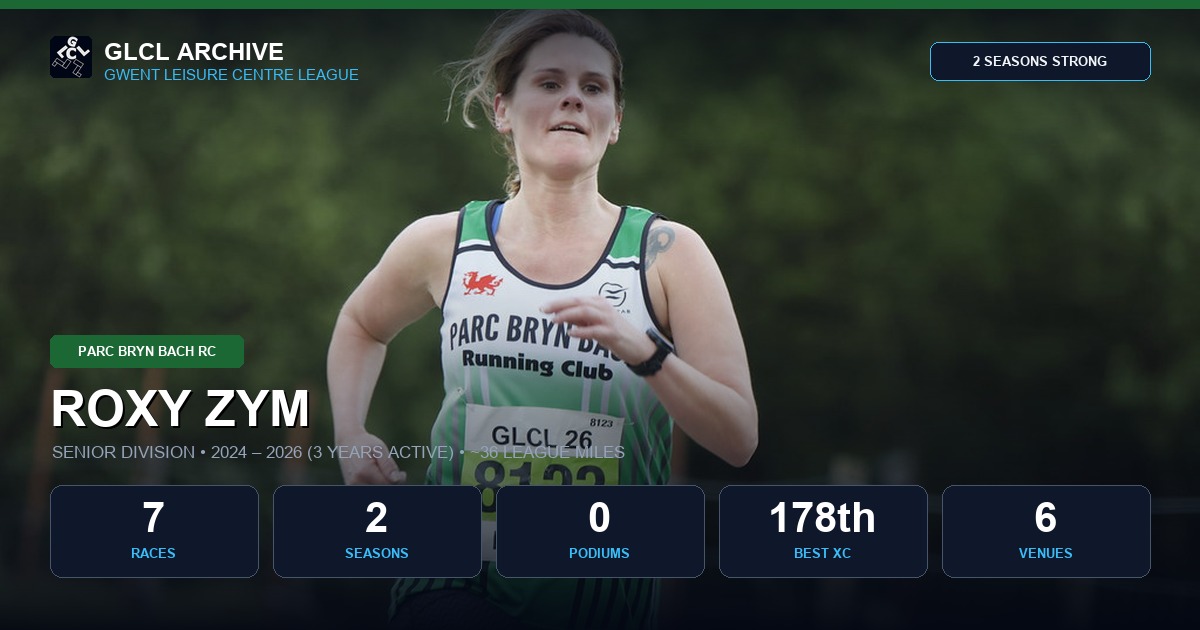 GLCL ARCHIVE
GWENT LEISURE CENTRE LEAGUE
2 SEASONS STRONG
PARC BRYN
Running Club
8123
GLCL 26
PARC BRYN BACH RC
ROXY ZYM
SENIOR DIVISION • 2024 – 2026 (3 YEARS ACTIVE) • ~36 LEAGUE MILES
7
RACES
2
SEASONS
0
PODIUMS
178th
BEST XC
6
VENUES